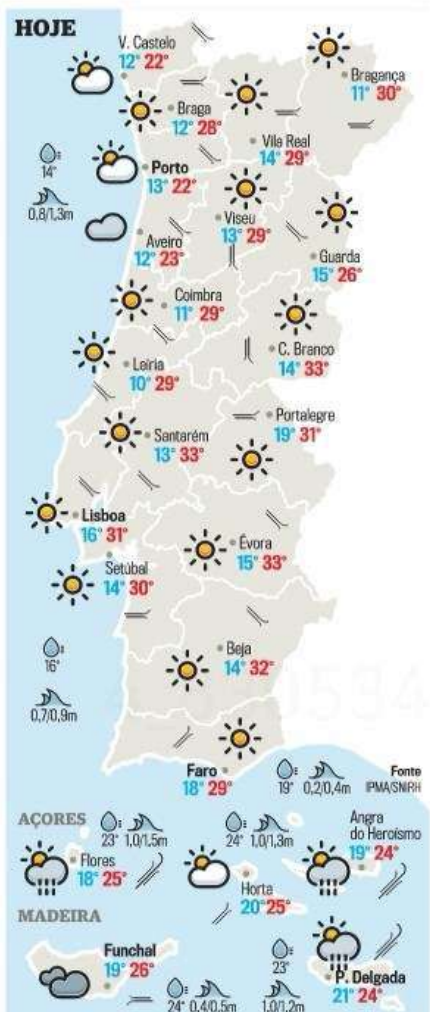 HOJE
V. Castelo
12° 22°
Bragança
11° 30°
Braga
12° 28°
Vila Real
14° 29°
14°
0,8/1,3m
Porto
13° 22°
Viseu
13° 29°
Aveiro
12° 23°
Guarda
15° 26°
Coimbra
11° 29°
C. Branco
14° 33°
Leiria
10° 29°
Portalegre
19° 31°
Santarém
13° 33°
Lisboa
16° 31°
Évora
15° 33°
Setúbal
14° 30°
16°
0,7/0,9m
Beja
14° 32°
Faro
18° 29°
19° 0,2/0,4m
Fonte
IPMA/SNIRH
AÇORES
23° 1,0/1,5m
Flores
18° 25°
24° 1,0/1,3m
Horta
20° 25°
Angra
do Heroísmo
19° 24°
MADEIRA
Funchal
19° 26°
24° 0,4/0,5m
23°
1,0/1,2m
P. Delgada
21° 24°